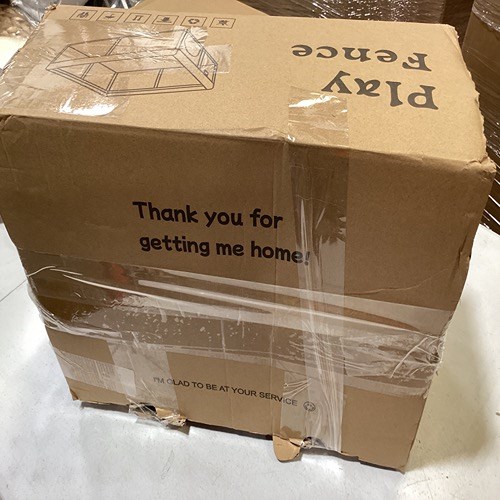 Play
Fence
Thank you for
getting me home!
I'M GLAD TO BE AT YOUR SERVICE